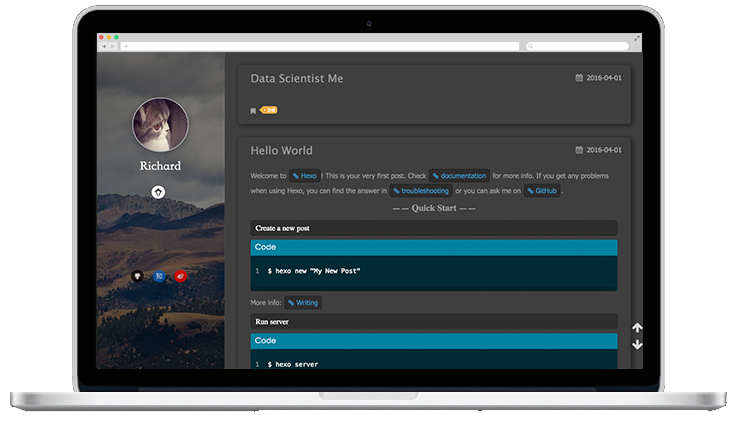 Richard
Data Scientist Me
2016-04-01
Hello World
2016-04-01
Welcome to Hexo ! This is your very first post. Check documentation for more info. If you get any problems
when using Hexo, you can find the answer in troubleshooting or you can ask me on GitHub .
—— Quick Start ——
Create a new post
Code
1 $ hexo new "My New Post"
More info: Writing
Run server
Code
1 $ hexo server